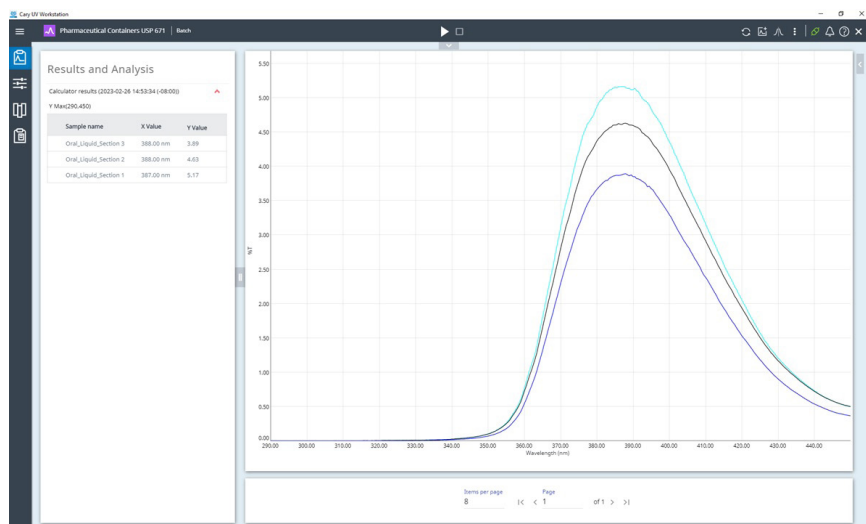 Cary UV Workstation
Pharmaceutical Containers USP 671 | Batch
Results and Analysis
Calculator results (2023-02-26 14:53:34 (-08:00))
Y Max(290,450)
Sample name X Value Y Value
Oral_Liquid_Section 3 388.00 nm 3.89
Oral_Liquid_Section 2 388.00 nm 4.63
Oral_Liquid_Section 1 387.00 nm 5.17
5.50
5.00
4.50
4.00
3.50
3.00
%T
2.50
2.00
1.50
1.00
0.50
0.00
290.00 300.00 310.00 320.00 330.00 340.00 350.00 360.00 370.00 380.00 390.00 400.00 410.00 420.00 430.00 440.00
Wavelength (nm)
Items per page Page
8 1 of 1